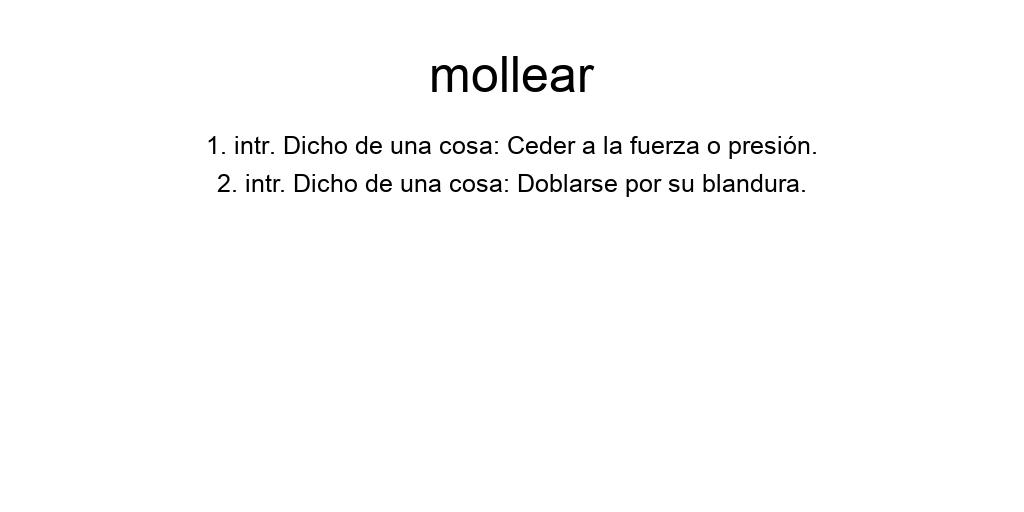 mollear
1. intr. Dicho de una cosa: Ceder a la fuerza o presión.
2. intr. Dicho de una cosa: Doblarse por su blandura.